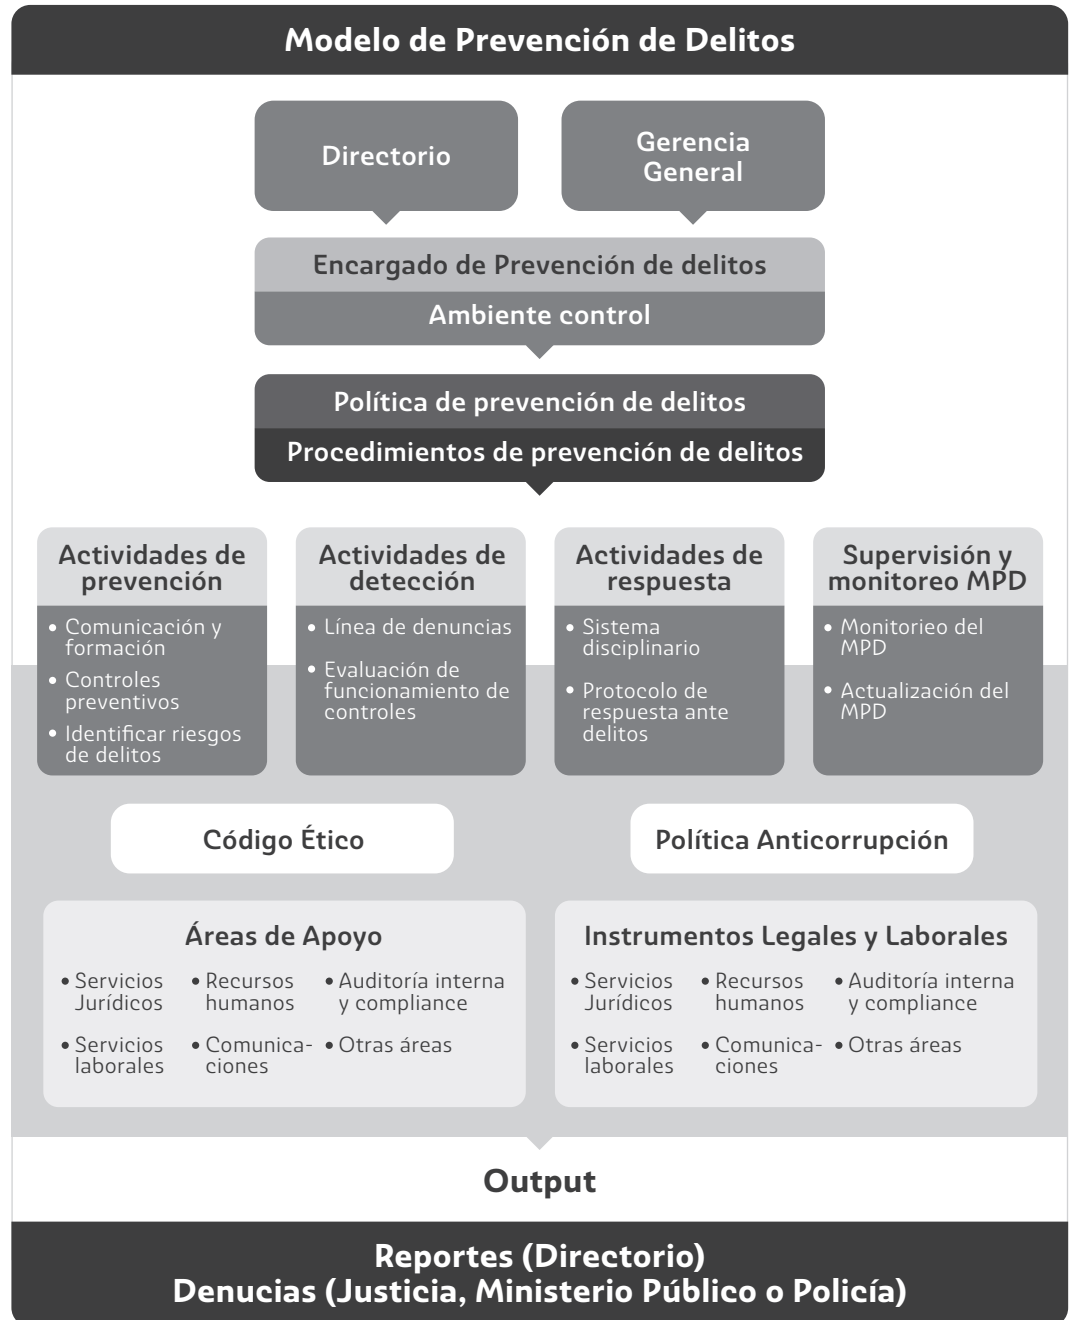 Modelo de Prevención de Delitos
Directorio
Gerencia
General
Encargado de Prevención de delitos
Ambiente control
Política de prevención de delitos
Procedimientos de prevención de delitos
Actividades de
prevención
• Comunicación y
formación
• Controles
preventivos
• Identificar riesgos
de delitos
Actividades de
detección
• Línea de denuncias
• Evaluación de
funcionamiento de
controles
Actividades de
respuesta
• Sistema
disciplinario
• Protocolo de
respuesta ante
delitos
Supervisión y
monitoreo MPD
• Monitorieo del
MPD
• Actualización del
MPD
Código Ético
Política Anticorrupción
Áreas de Apoyo
• Servicios
Jurídicos
• Recursos
humanos
• Auditoría interna
y compliance
• Servicios
laborales
• Comunica-
ciones
• Otras áreas
Instrumentos Legales y Laborales
• Servicios
Jurídicos
• Recursos
humanos
• Auditoría interna
y compliance
• Servicios
laborales
• Comunica-
ciones
• Otras áreas
Output
Reportes (Directorio)
Denucias (Justicia, Ministerio Público o Policía)